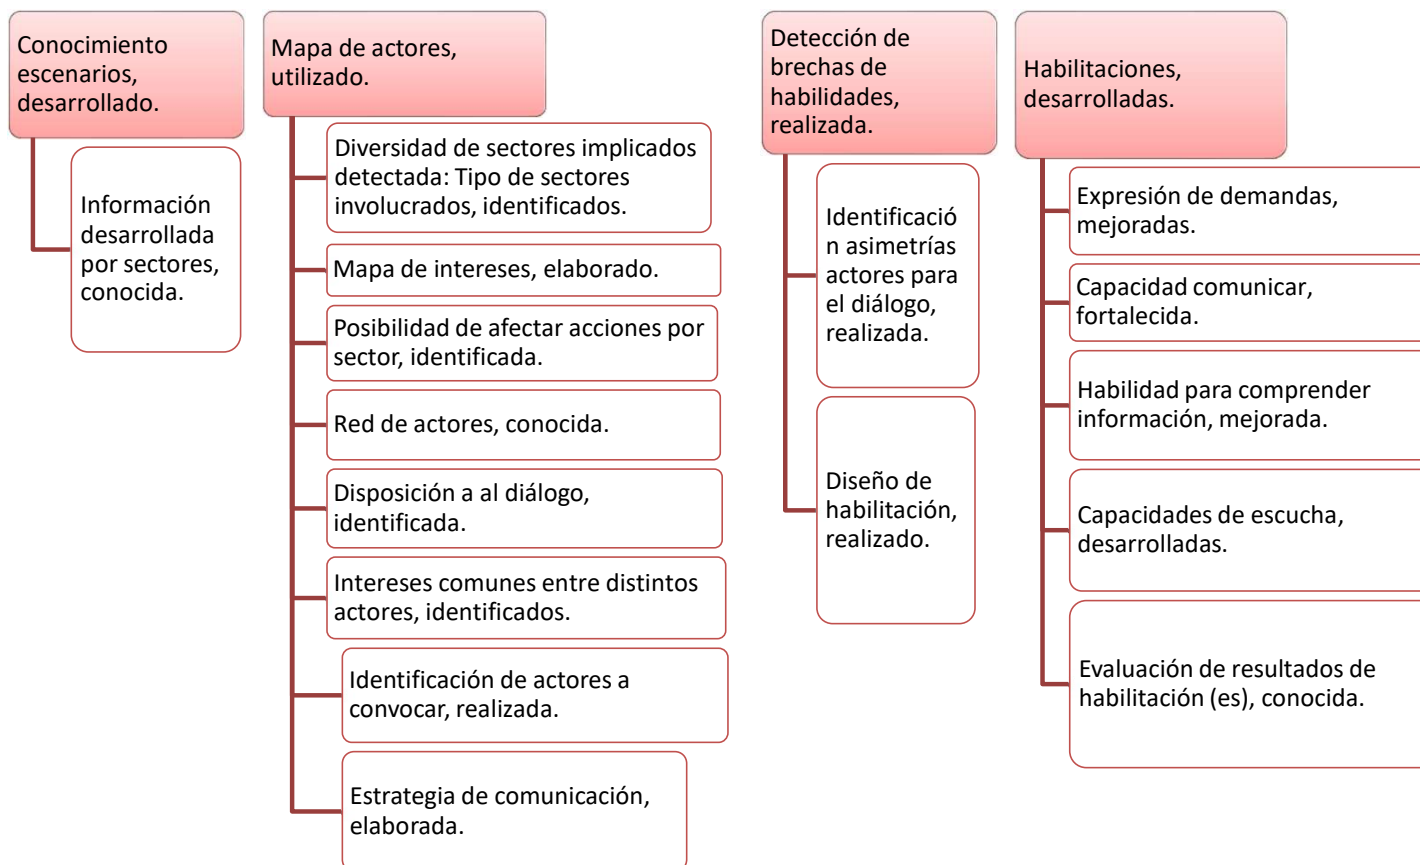 Conocimiento
escenarios,
desarrollado.
Información
desarrollada
por sectores,
conocida.
Mapa de actores,
utilizado.
Diversidad de sectores implicados
detectada: Tipo de sectores
involucrados, identificados.
Mapa de intereses, elaborado.
Posibilidad de afectar acciones por
sector, identificada.
Red de actores, conocida.
Disposición a al diálogo,
identificada.
Intereses comunes entre distintos
actores, identificados.
Identificación de actores a
convocar, realizada.
Estrategia de comunicación,
elaborada.
Detección de
brechas de
habilidades,
realizada.
Identificació
n asimetrías
actores para
el diálogo,
realizada.
Diseño de
habilitación,
realizado.
Habilitaciones,
desarrolladas.
Expresión de demandas,
mejoradas.
Capacidad comunicar,
fortalecida.
Habilidad para comprender
información, mejorada.
Capacidades de escucha,
desarrolladas.
Evaluación de resultados de
habilitación (es), conocida.